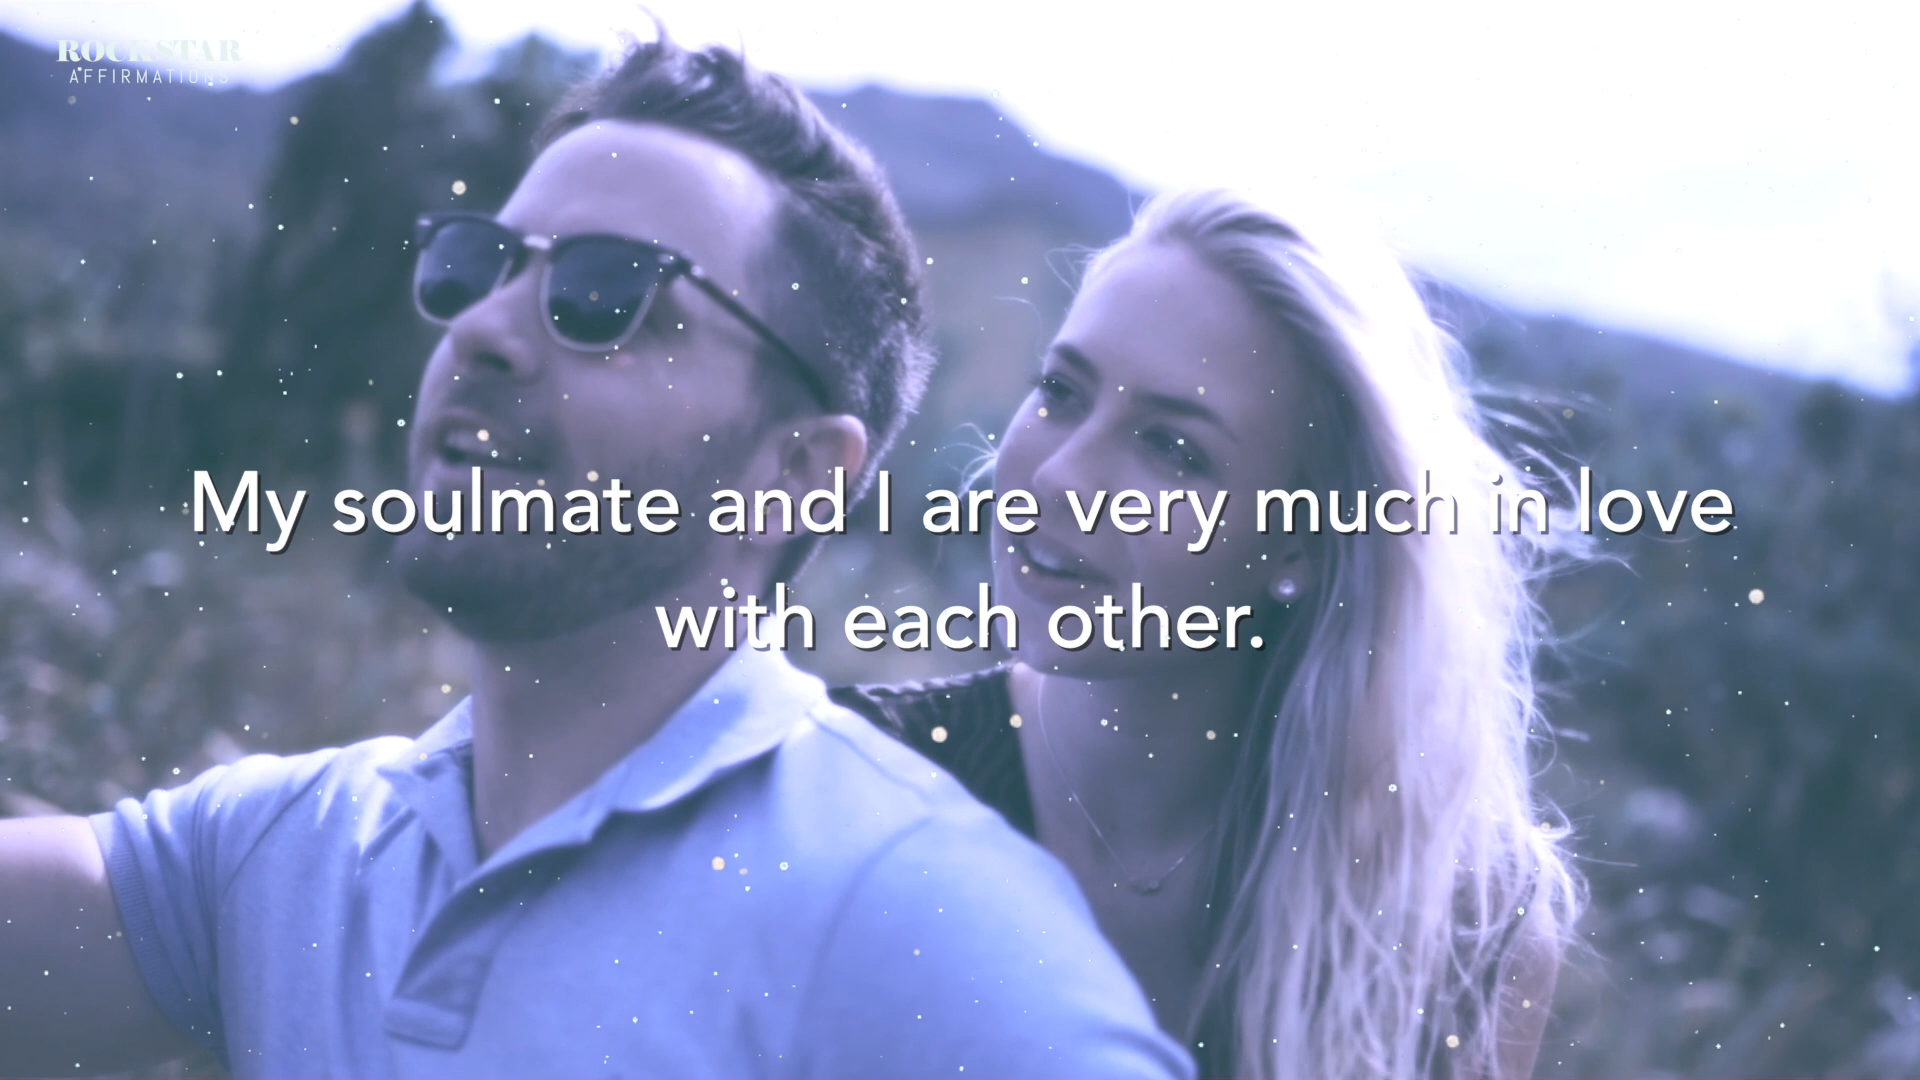 ROCKSTAR
AFFIRMATIONS
My soulmate and I are very much in love
with each other.